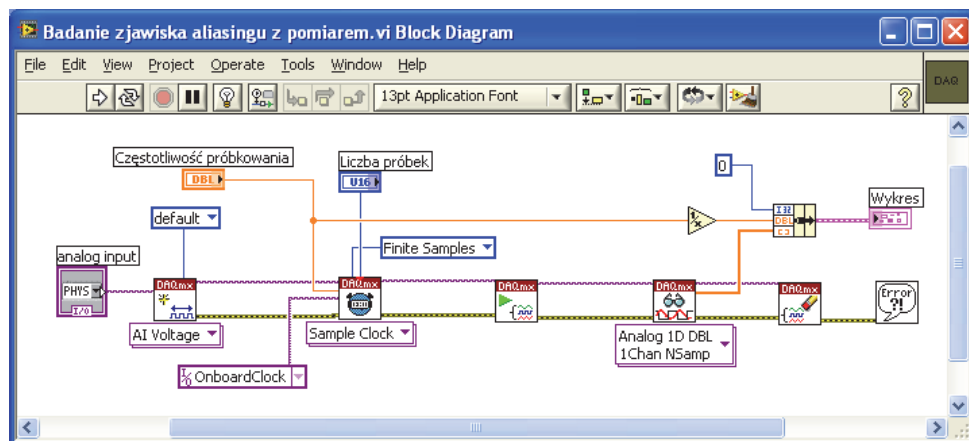 Badanie zjawiska aliasingu z pomiarem.vi Block Diagram
File Edit View Project Operate Tools Window Help
13pt Application Font
?
DAQ
Częstotliwość próbkowania
DBL
Liczba próbek
U16
0
I32
DBL
Wykres
1/x
default
Finite Samples
analog input
PHYS
I/O
DAQmx
DAQmx
DAQmx
DAQmx
DAQmx
Error
?!
AI Voltage
Sample Clock
Analog 1D DBL
1Chan NSamp
I/O OnboardClock